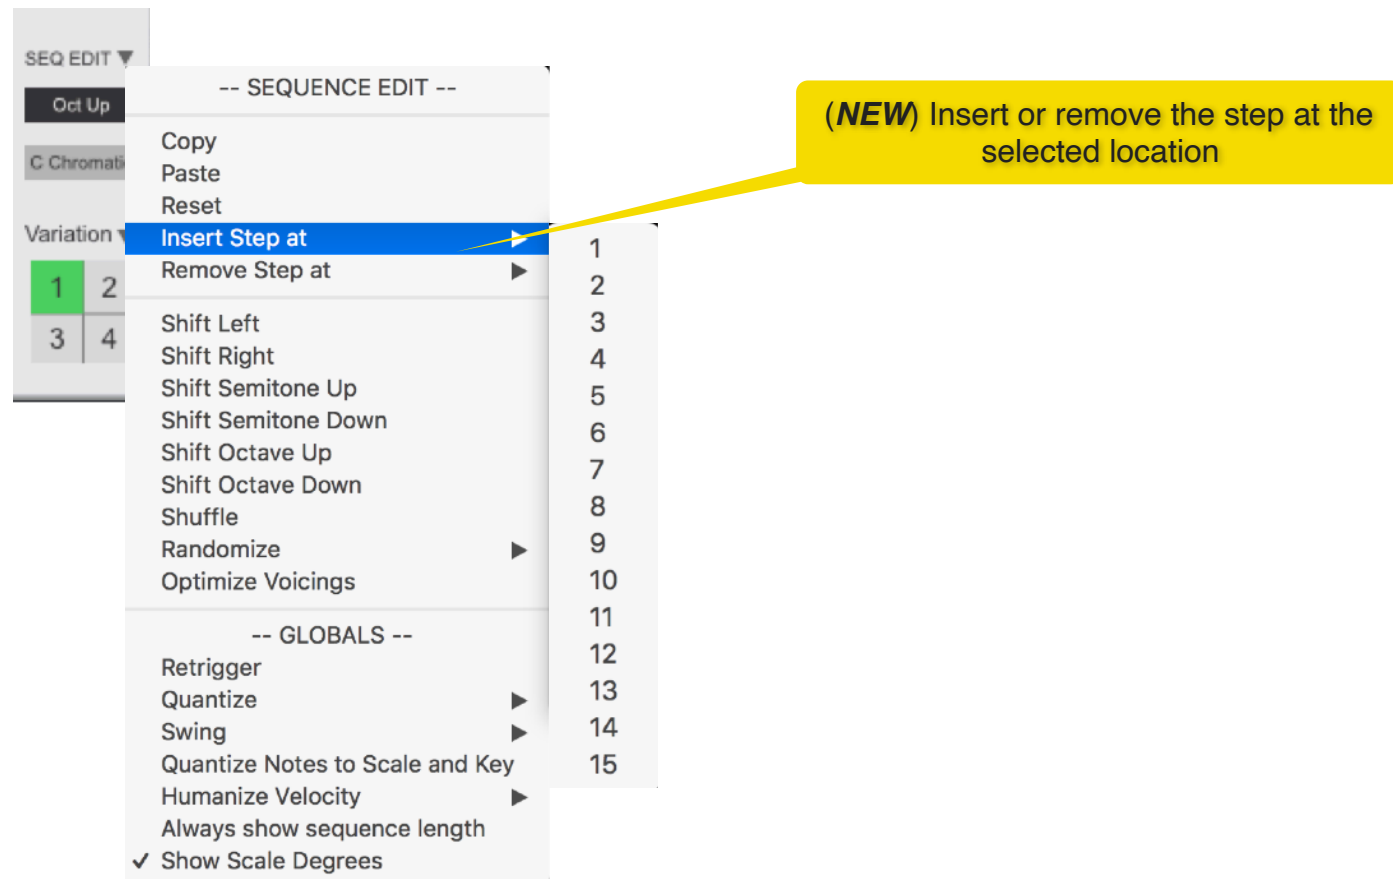 SEQ EDIT ▼
Oct Up
Variation
1 2
3 4
-- SEQUENCE EDIT --
Copy
Paste
Reset
Insert Step at
Remove Step at
Shift Left
Shift Right
Shift Semitone Up
Shift Semitone Down
Shift Octave Up
Shift Octave Down
Shuffle
Randomize
Optimize Voicings
-- GLOBALS --
Retrigger
Quantize
Swing
Quantize Notes to Scale and Key
Humanize Velocity
Always show sequence length
✓ Show Scale Degrees
1
2
3
4
5
6
7
8
9
10
11
12
13
14
15
(NEW) Insert or remove the step at the
selected location